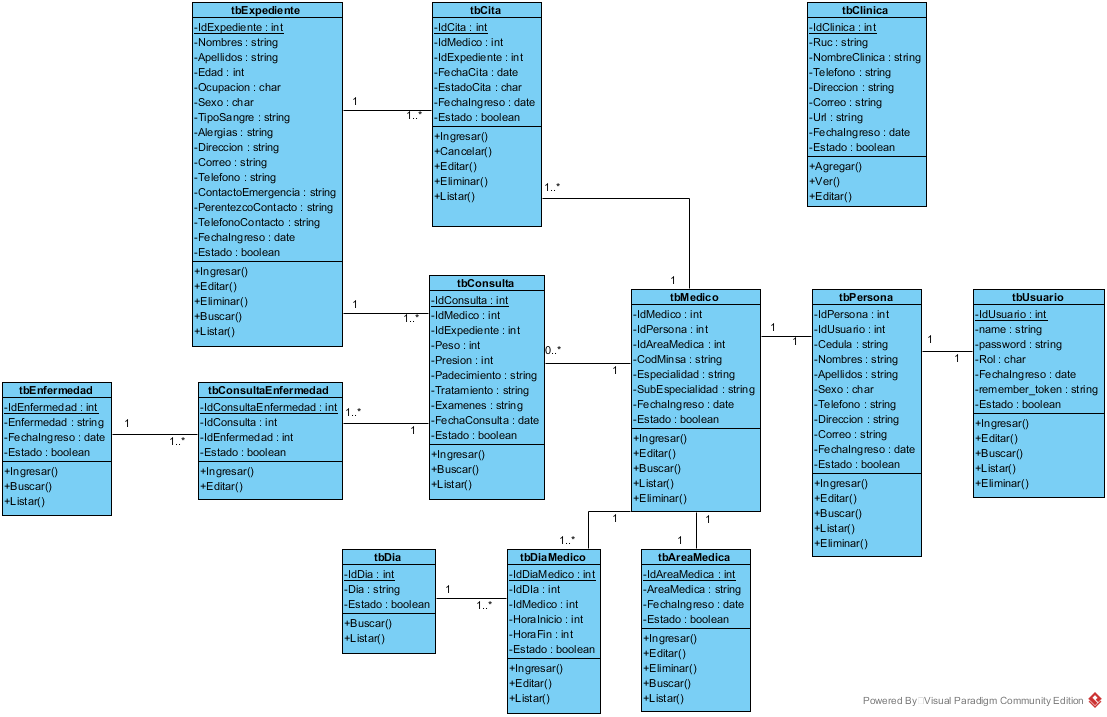 tbExpediente
-IdExpediente : int
-Nombres : string
-Apellidos : string
-Edad : int
-Ocupacion : char
-Sexo : char
-TipoSangre : string
-Alergias : string
-Direccion : string
-Correo : string
-Telefono : string
-ContactoEmergencia : string
-PerentezcoContacto : string
-TelefonoContacto : string
-FechaIngreso : date
-Estado : boolean
+Ingresar()
+Editar()
+Eliminar()
+Buscar()
+Listar()
1
1..*
tbCita
-IdCita : int
-IdMedico : int
-IdExpediente : int
-FechaCita : date
-EstadoCita : char
-FechaIngreso : date
-Estado : boolean
+Ingresar()
+Cancelar()
+Editar()
+Eliminar()
+Listar()
1..*
1
tbClinica
-IdClinica : int
-Ruc : string
-NombreClinica : string
-Telefono : string
-Direccion : string
-Correo : string
-Url : string
-FechaIngreso : date
-Estado : boolean
+Agregar()
+Ver()
+Editar()
1
1..*
tbConsulta
-IdConsulta : int
-IdMedico : int
-IdExpediente : int
-Peso : int
-Presion : int
-Padecimiento : string
-Tratamiento : string
-Examenes : string
-FechaConsulta : date
-Estado : boolean
+Ingresar()
+Buscar()
+Listar()
0..*
1
tbMedico
-IdMedico : int
-IdPersona : int
-IdAreaMedica : int
-CodMinsa : string
-Especialidad : string
-SubEspecialidad : string
-FechaIngreso : date
-Estado : boolean
+Ingresar()
+Editar()
+Buscar()
+Listar()
+Eliminar()
1
1
tbPersona
-IdPersona : int
-IdUsuario : int
-Cedula : string
-Nombres : string
-Apellidos : string
-Sexo : char
-Telefono : string
-Direccion : string
-Correo : string
-FechaIngreso : date
-Estado : boolean
+Ingresar()
+Editar()
+Buscar()
+Listar()
+Eliminar()
1
1
tbUsuario
-IdUsuario : int
-name : string
-password : string
-Rol : char
-FechaIngreso : date
-remember_token : string
-Estado : boolean
+Ingresar()
+Editar()
+Buscar()
+Listar()
+Eliminar()
tbEnfermedad
-IdEnfermedad : int
-Enfermedad : string
-FechaIngreso : date
-Estado : boolean
+Ingresar()
+Buscar()
+Listar()
1
1..*
tbConsultaEnfermedad
-IdConsultaEnfermedad : int
-IdConsulta : int
-IdEnfermedad : int
-Estado : boolean
+Ingresar()
+Editar()
1..*
1
1
1..*
1
1
tbDia
-IdDia : int
-Dia : string
-Estado : boolean
+Buscar()
+Listar()
1
1..*
tbDiaMedico
-IdDiaMedico : int
-IdDIa : int
-IdMedico : int
-HoraInicio : int
-HoraFin : int
-Estado : boolean
+Ingresar()
+Editar()
+Listar()
tbAreaMedica
-IdAreaMedica : int
-AreaMedica : string
-FechaIngreso : date
-Estado : boolean
+Ingresar()
+Editar()
+Eliminar()
+Buscar()
+Listar()
Powered By Visual Paradigm Community Edition